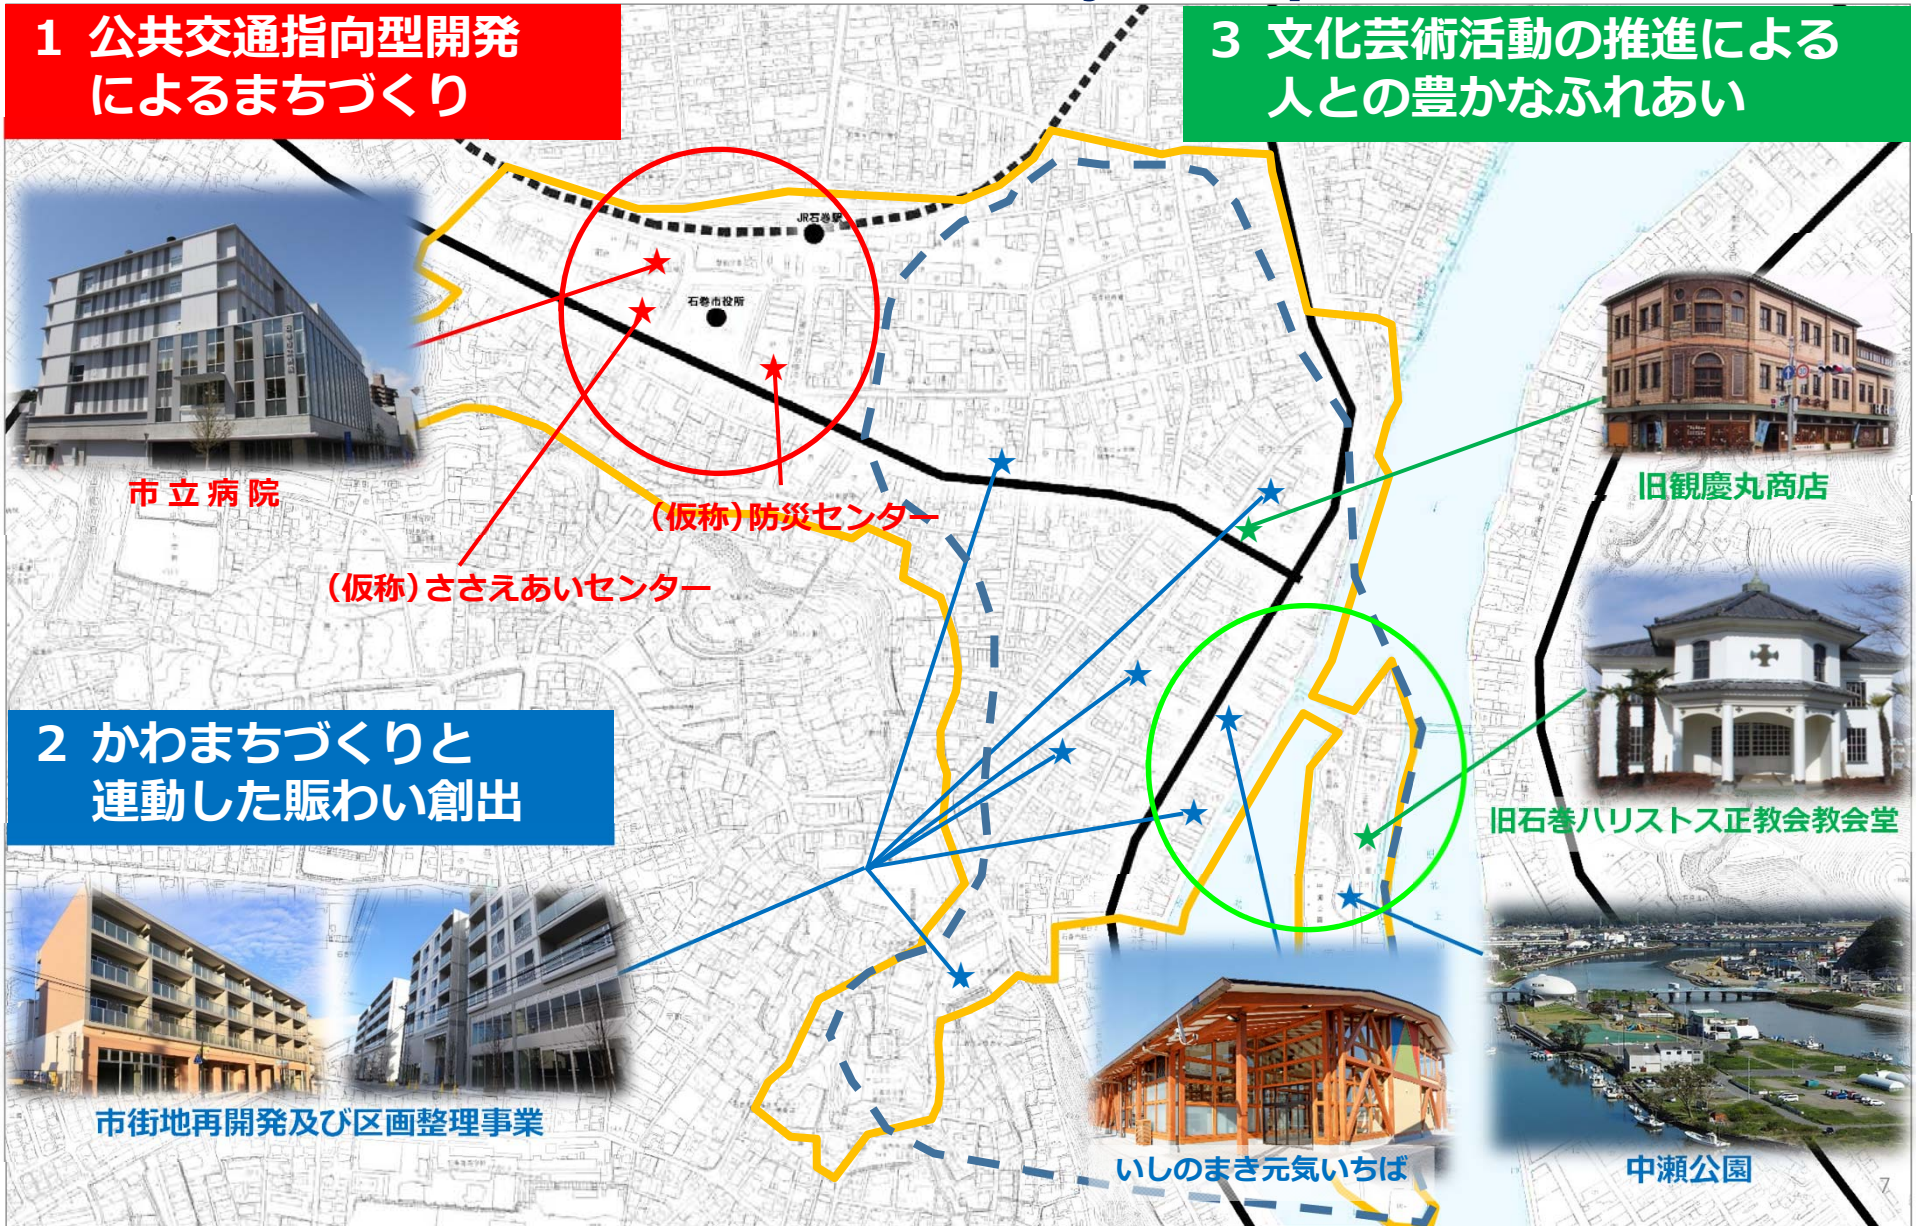 1 公共交通指向型開発
によるまちづくり
3 文化芸術活動の推進による
人との豊かなふれあい
JR石巻駅
石巻市役所
市立病院
(仮称)防災センター
(仮称)ささえあいセンター
旧観慶丸商店
旧石巻ハリストス正教会教会堂
2 かわまちづくりと
連動した賑わい創出
市街地再開発及び区画整理事業
いしのまき元気いちば
中瀬公園
7